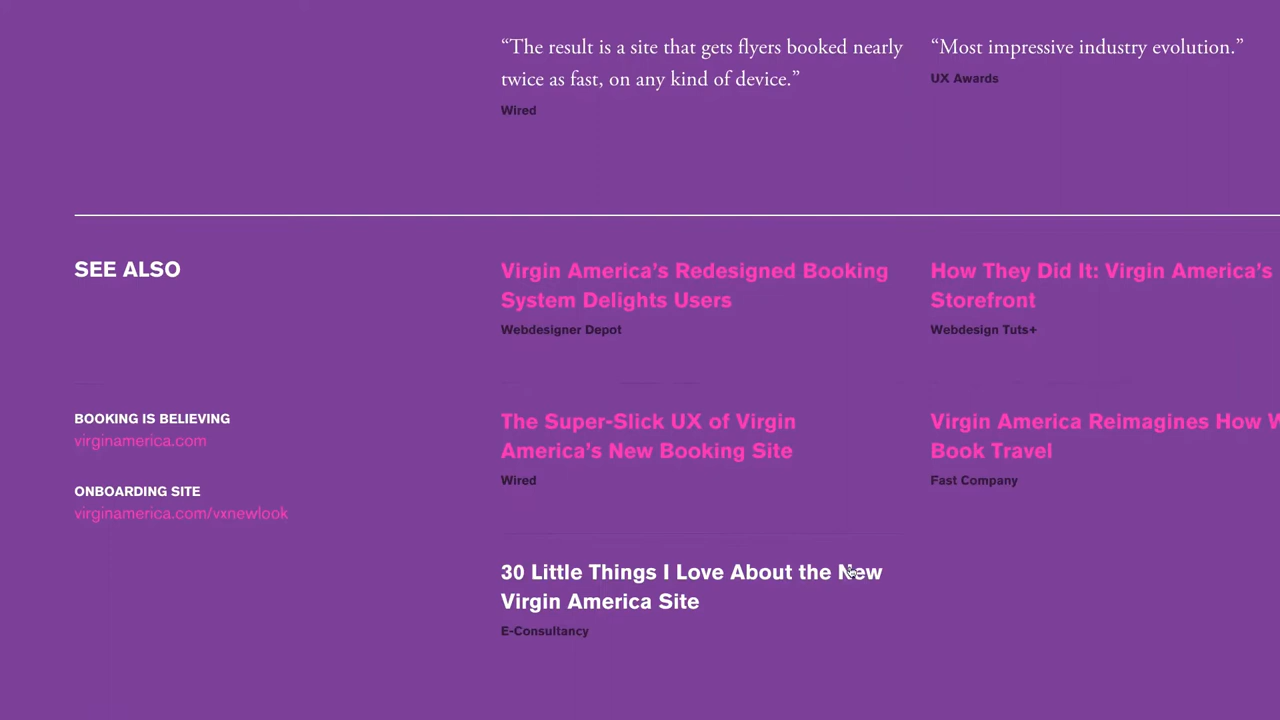 “The result is a site that gets flyers booked nearly
twice as fast, on any kind of device.”
Wired
“Most impressive industry evolution.”
UX Awards
SEE ALSO
Virgin America’s Redesigned Booking
System Delights Users
Webdesigner Depot
How They Did It: Virgin America’s
Storefront
Webdesign Tuts+
BOOKING IS BELIEVING
virginamerica.com
ONBOARDING SITE
virginamerica.com/vxnewlook
The Super-Slick UX of Virgin
America’s New Booking Site
Wired
Virgin America Reimagines How
Book Travel
Fast Company
30 Little Things I Love About the New
Virgin America Site
E-Consultancy